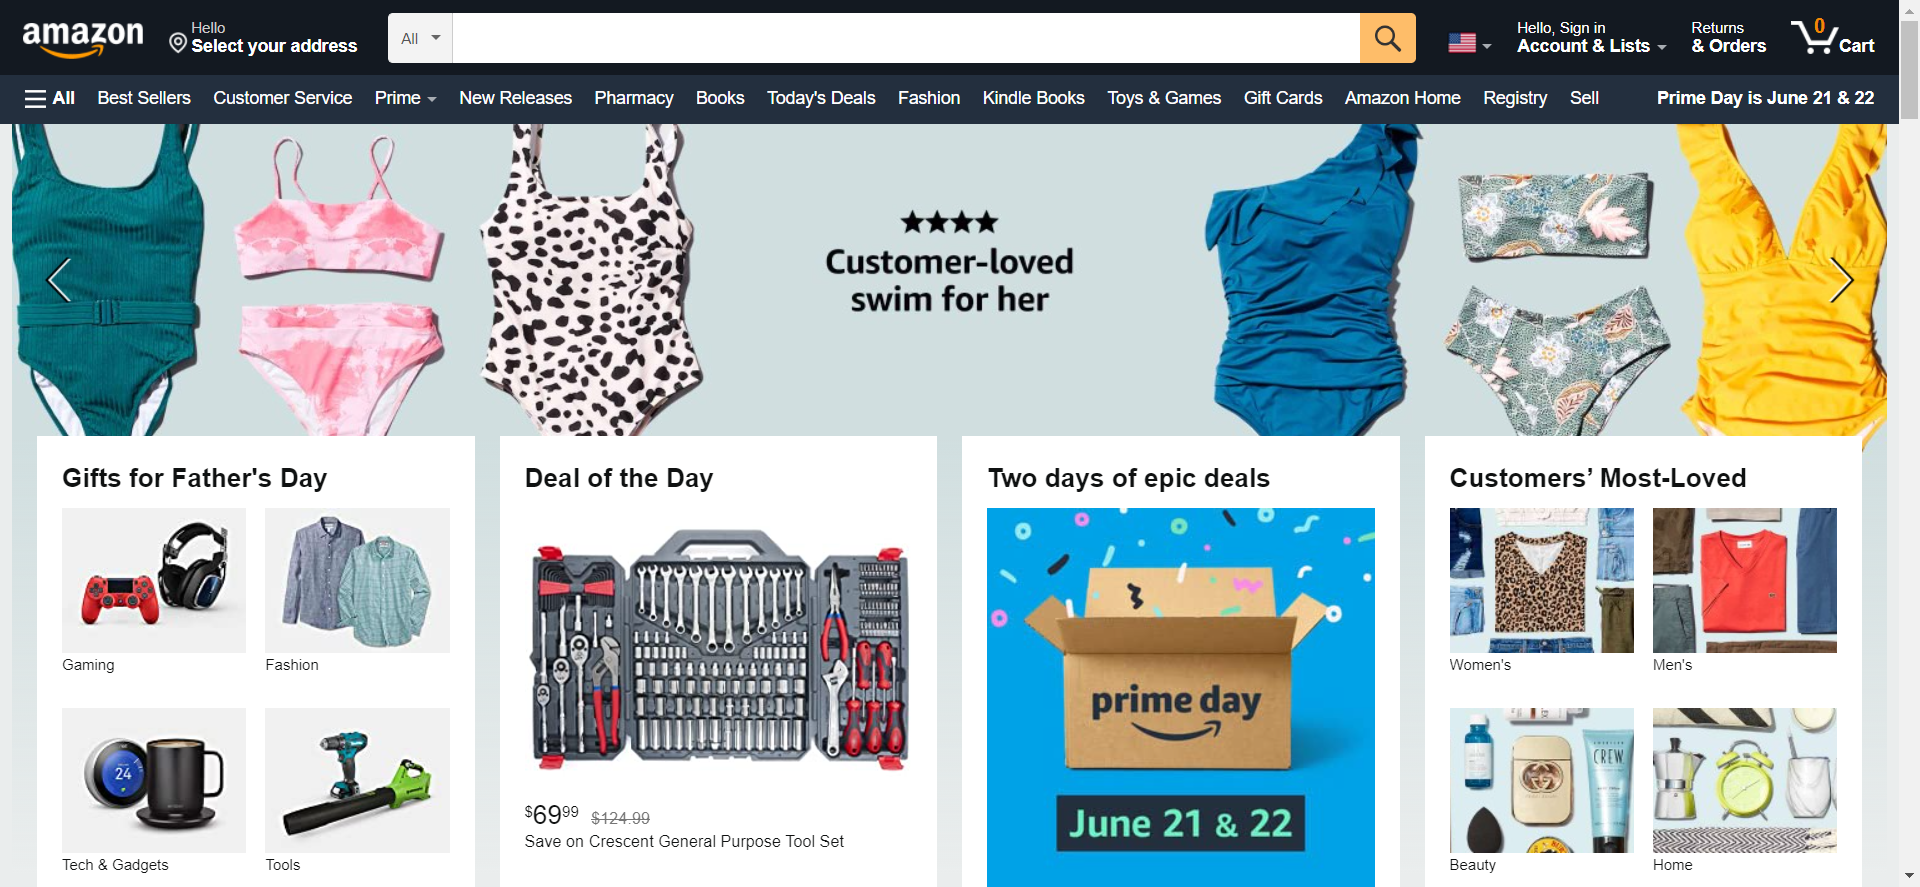 amazon
Hello
Select your address
All
Hello, Sign in
Account & Lists
Returns
& Orders
0
Cart
All
Best Sellers
Customer Service
Prime
New Releases
Pharmacy
Books
Today's Deals
Fashion
Kindle Books
Toys & Games
Gift Cards
Amazon Home
Registry
Sell
Prime Day is June 21 & 22
Customer-loved
swim for her
Gifts for Father's Day
Gaming
Fashion
24
Tech & Gadgets
Tools
Deal of the Day
$69.99 $124.99
Save on Crescent General Purpose Tool Set
Two days of epic deals
prime day
June 21 & 22
Customers’ Most-Loved
Women's
Men's
CREW
Beauty
Home